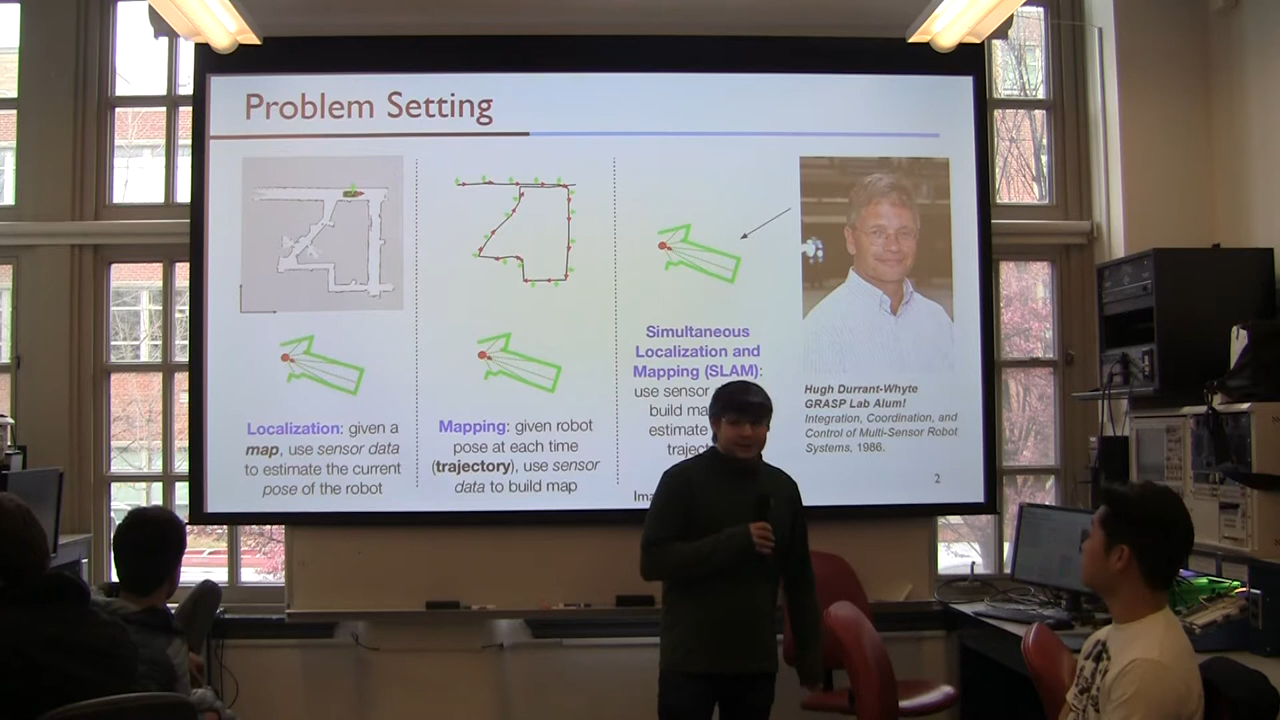 Problem Setting
Localization: given a
map, use sensor data
to estimate the current
pose of the robot
Mapping: given robot
pose at each time
(trajectory), use sensor
data to build map
Simultaneous
Localization and
Mapping (SLAM):
use sensor
build
estimate
Hugh Durrant-Whyte
GRASP Lab Alum!
Integration, Coordination, and
Control of Multi-Sensor Robot
Systems, 1986.
2